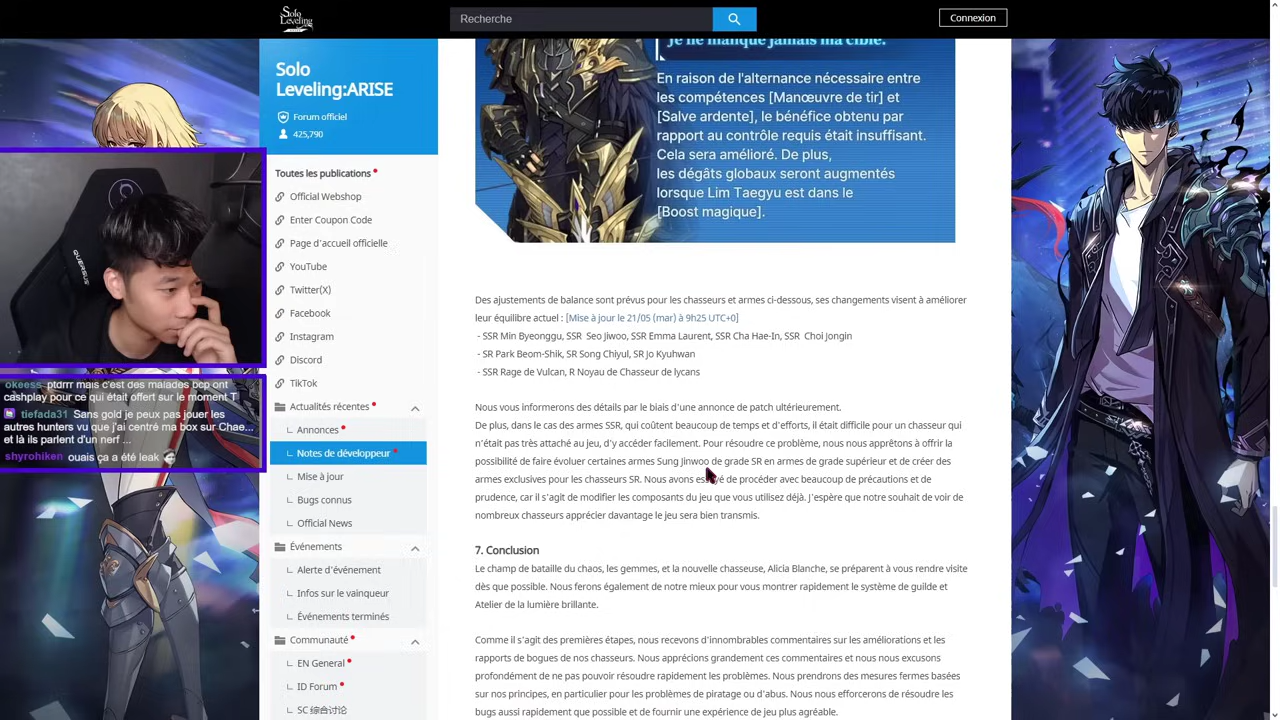 Solo Leveling
Recherche
Connexion
Solo
Leveling:ARISE
Forum officiel
425,790
Toutes les publications
Official Webshop
Enter Coupon Code
Page d'accueil officielle
YouTube
Twitter(X)
Facebook
Instagram
Discord
TikTok
Actualités récentes
Annonces
Notes de développeur
Mise à jour
Bugs connus
Official News
Événements
Alerte d'événement
Infos sur le vainqueur
Événements terminés
Communauté
EN General
ID Forum
SC 综合讨论
QUERSUS
okeess: ptdrrr mais c'est des malades bcp ont
cashplay pour ce qui était offert sur le moment T
tiefada31: Sans gold je peux pas jouer les
autres hunters vu que j'ai centré ma box sur Chae...
et là ils parlent d'un nerf ...
shyrohiken: ouais ça a été leak
Je ne manque jamais ma cible.
En raison de l'alternance nécessaire entre
les compétences [Manœuvre de tir] et
[Salve ardente], le bénéfice obtenu par
rapport au contrôle requis était insuffisant.
Cela sera amélioré. De plus,
les dégâts globaux seront augmentés
lorsque Lim Taegyu est dans le
[Boost magique].
Des ajustements de balance sont prévus pour les chasseurs et armes ci-dessous, ses changements visent à améliorer
leur équilibre actuel : [Mise à jour le 21/05 (mar) à 9h25 UTC+0]
- SSR Min Byeonggu, SSR Seo Jiwoo, SSR Emma Laurent, SSR Cha Hae-In, SSR Choi Jongin
- SR Park Beom-Shik, SR Song Chiyul, SR Jo Kyuhwan
- SSR Rage de Vulcan, R Noyau de Chasseur de lycans
Nous vous informerons des détails par le biais d'une annonce de patch ultérieurement.
De plus, dans le cas des armes SSR, qui coûtent beaucoup de temps et d'efforts, il était difficile pour un chasseur qui
n'était pas très attaché au jeu, d'y accéder facilement. Pour résoudre ce problème, nous nous apprêtons à offrir la
possibilité de faire évoluer certaines armes Sung Jinwoo de grade SR en armes de grade supérieur et de créer des
armes exclusives pour les chasseurs SR. Nous avons essayé de procéder avec beaucoup de précautions et de
prudence, car il s'agit de modifier les composants du jeu que vous utilisez déjà. J'espère que notre souhait de voir de
nombreux chasseurs apprécier davantage le jeu sera bien transmis.
7. Conclusion
Le champ de bataille du chaos, les gemmes, et la nouvelle chasseuse, Alicia Blanche, se préparent à vous rendre visite
dès que possible. Nous ferons également de notre mieux pour vous montrer rapidement le système de guilde et
Atelier de la lumière brillante.
Comme il s'agit des premières étapes, nous recevons d'innombrables commentaires sur les améliorations et les
rapports de bogues de nos chasseurs. Nous apprécions grandement ces commentaires et nous nous excusons
profondément de ne pas pouvoir résoudre rapidement les problèmes. Nous prendrons des mesures fermes basées
sur nos principes, en particulier pour les problèmes de piratage ou d'abus. Nous nous efforcerons de résoudre les
bugs aussi rapidement que possible et de fournir une expérience de jeu plus agréable.